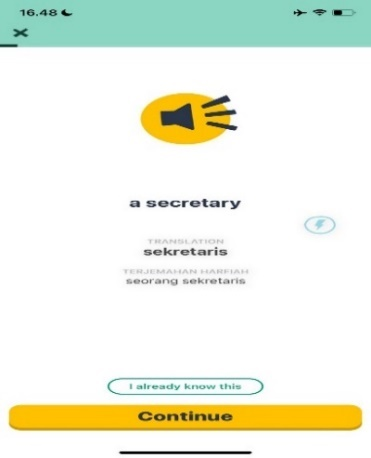 16.48
a secretary
TRANSLATION
sekretaris
TERJEMAHAN HARFIAH
seorang sekretaris
I already know this
Continue